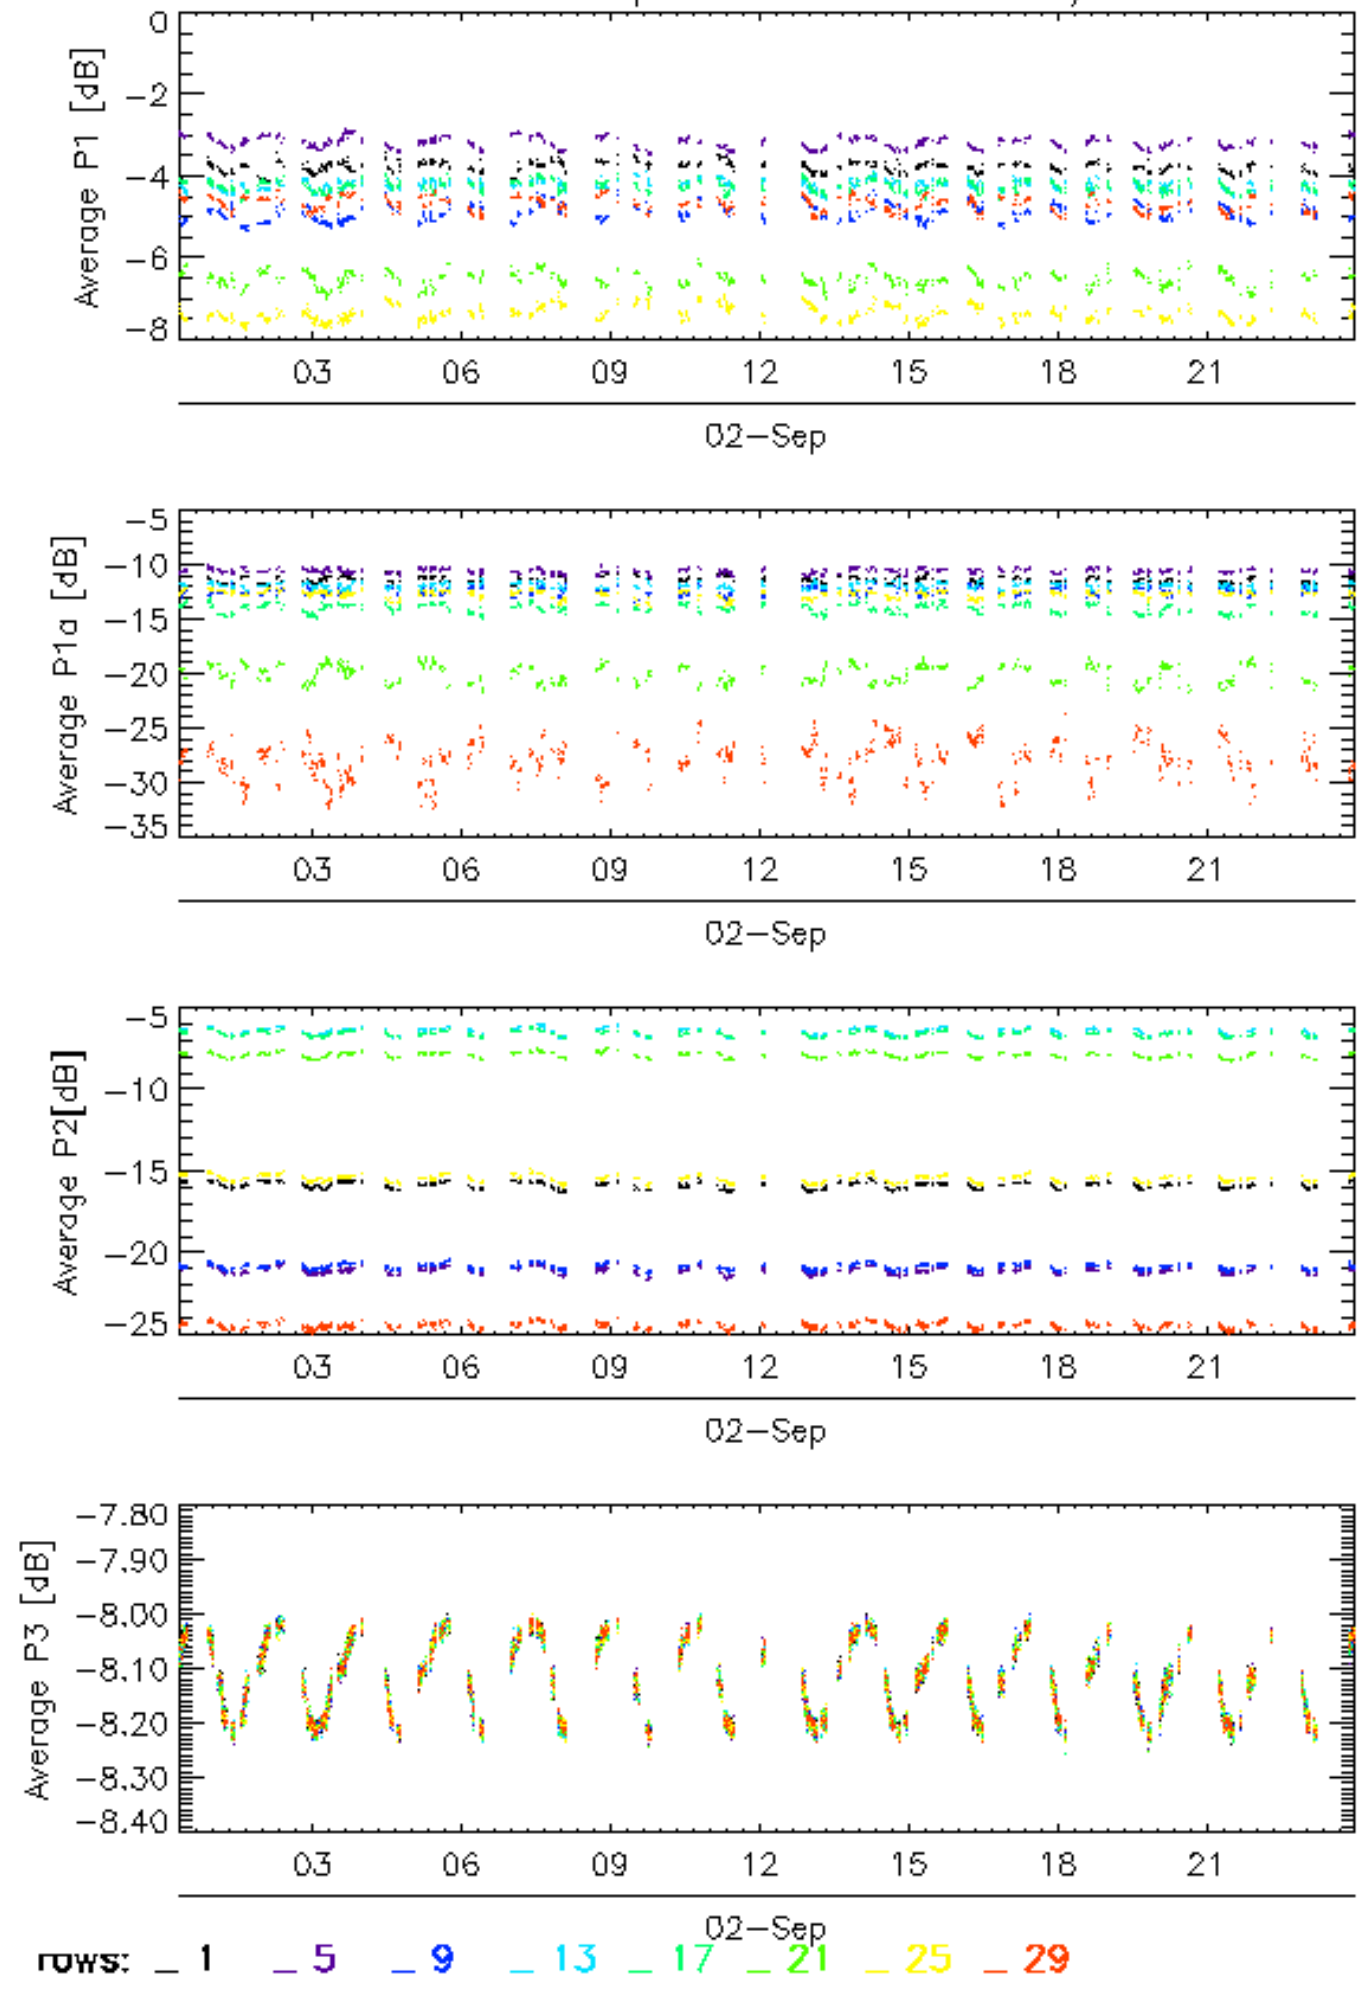 Average P1 [dB]
0
-2
-4
-6
-8
03 06 09 12 15 18 21
02-Sep
Average P1a [dB]
-5
-10
-15
-20
-25
-30
-35
03 06 09 12 15 18 21
02-Sep
Average P2[dB]
-5
-10
-15
-20
-25
03 06 09 12 15 18 21
02-Sep
Average P3 [dB]
-7.80
-7.90
-8.00
-8.10
-8.20
-8.30
-8.40
03 06 09 12 15 18 21
02-Sep
rows: _ 1 _ 5 _ 9 _ 13 _ 17 _ 21 _ 25 _ 29